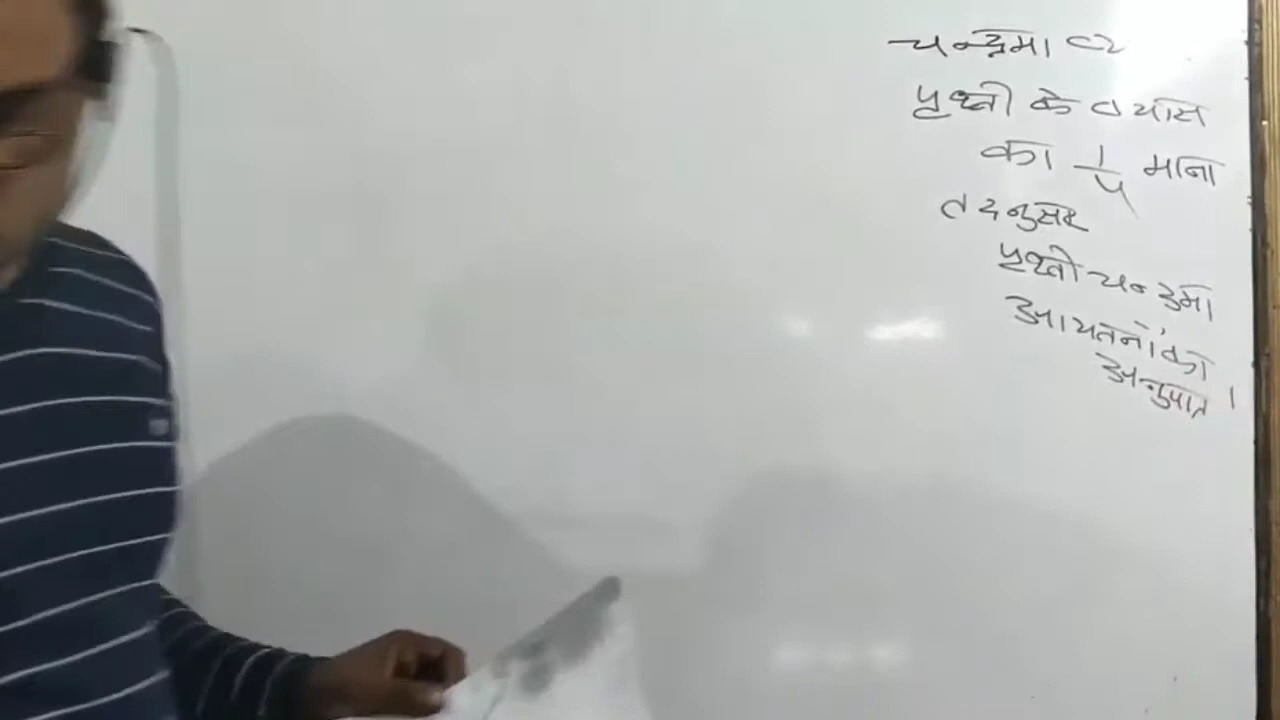 चन्द्रमा का
पृथ्वी के व्यास
का 1/4 माना
तदनुसार
पृथ्वी चन्द्रमा
आयतनों का
अनुपात ।